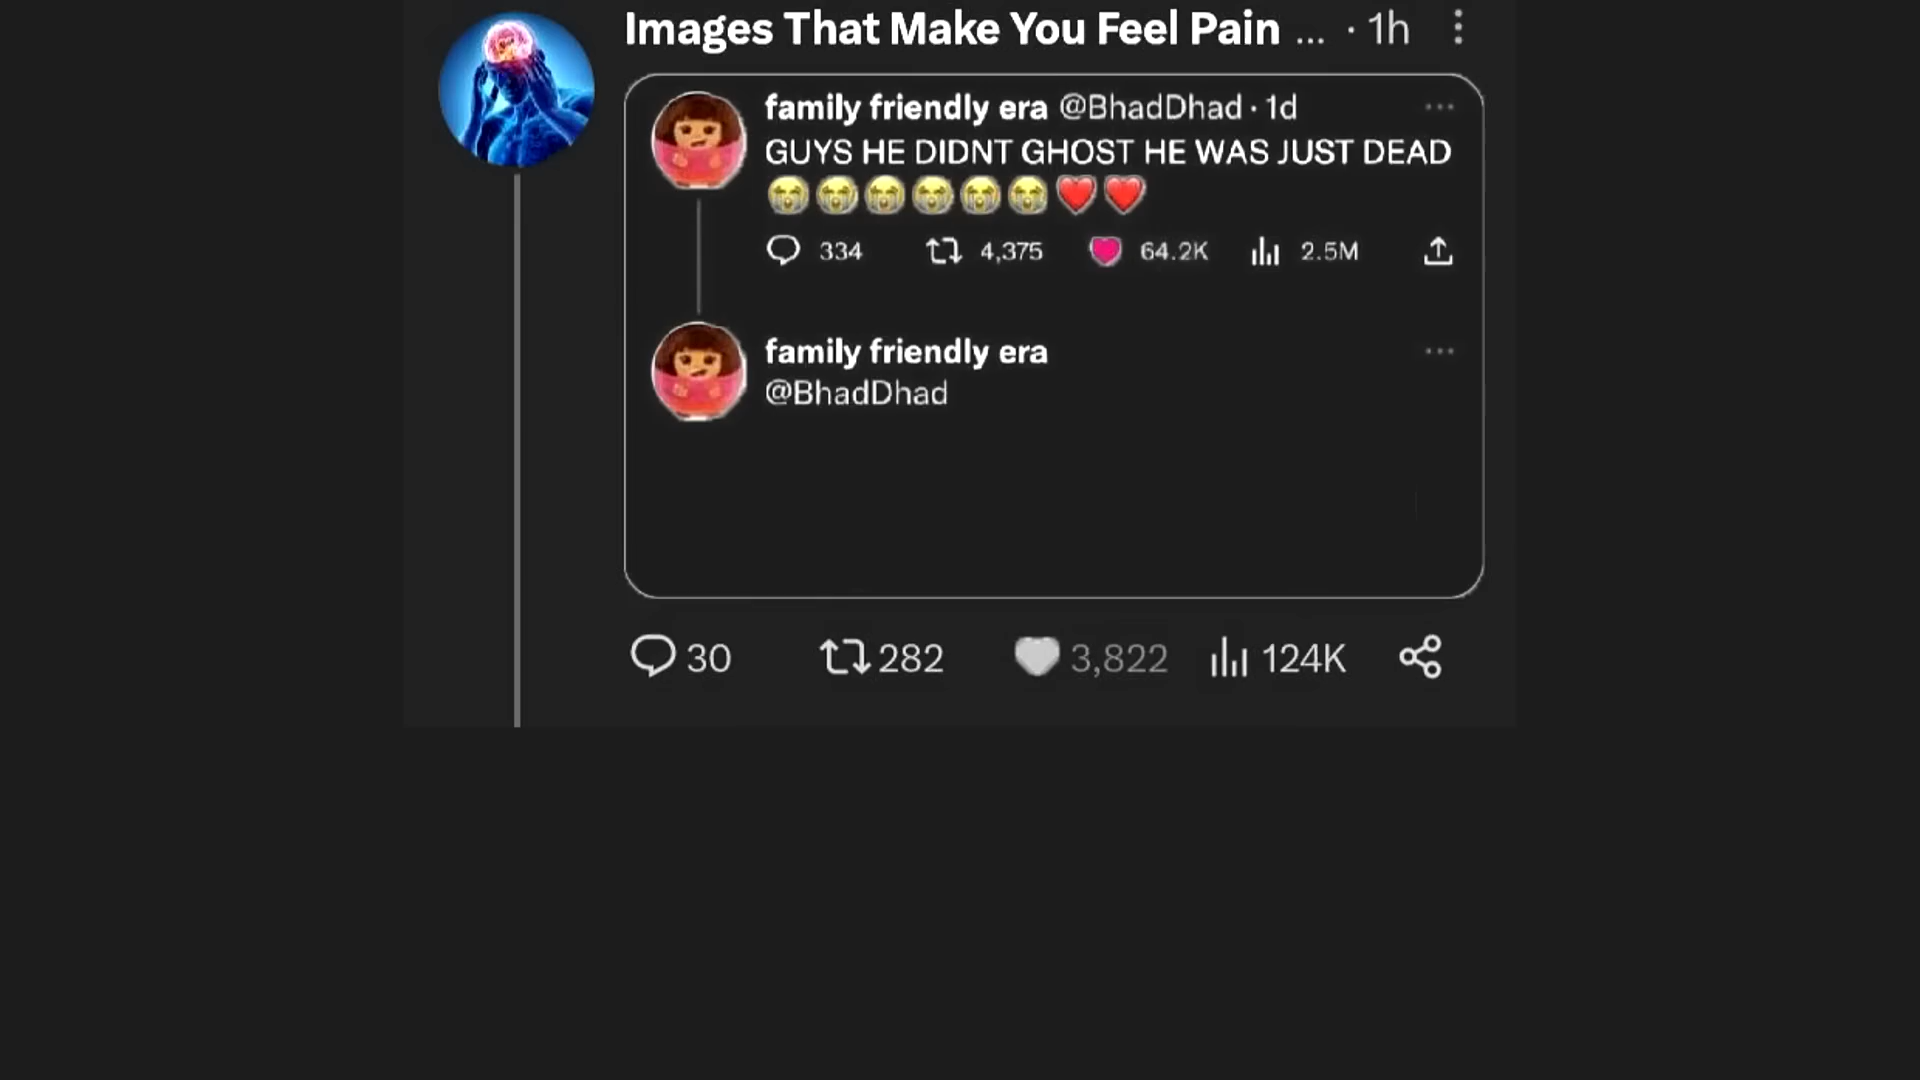 Images That Make You Feel Pain ... · 1h
family friendly era @BhadDhad · 1d
GUYS HE DIDNT GHOST HE WAS JUST DEAD
😭😭😭😭😭😭❤️❤️
334 4,375 64.2K 2.5M
family friendly era
@BhadDhad
30 282 3,822 124K